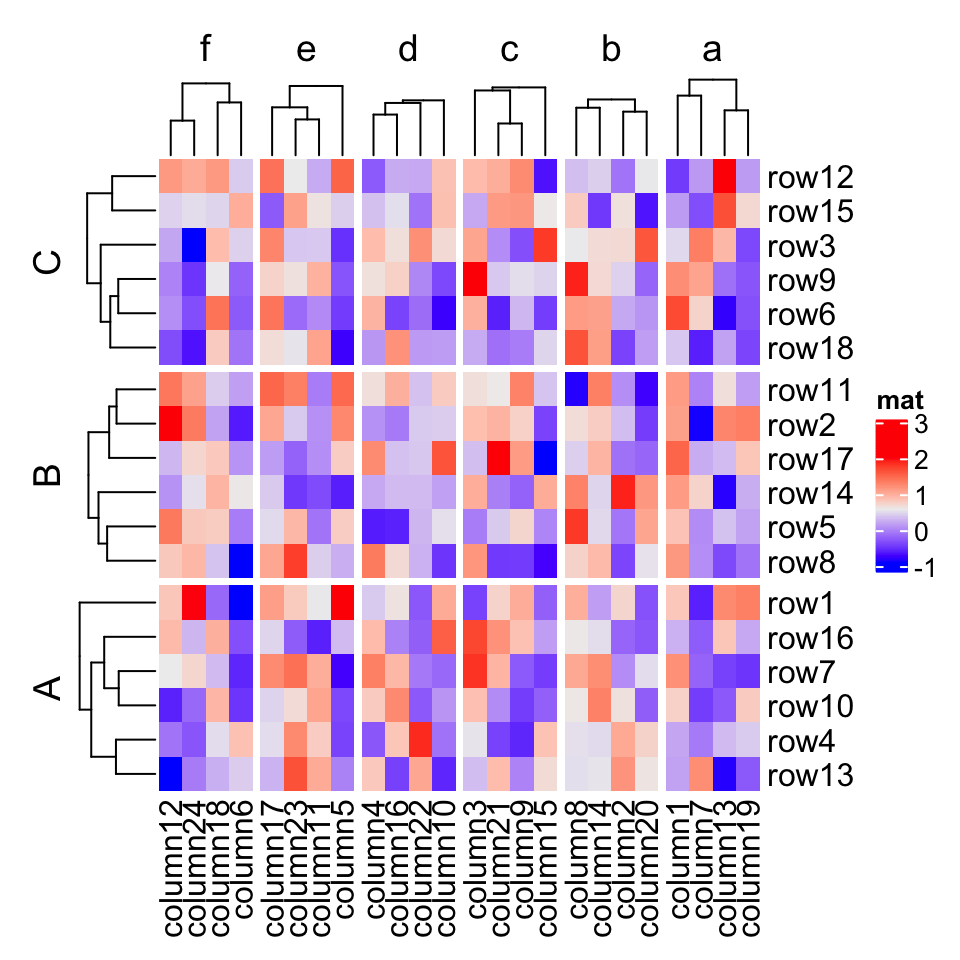 f e d c b a
C
row12
row15
row3
row9
row6
row18
B
row11
row2
row17
row14
row5
row8
A
row1
row16
row7
row10
row4
row13
column12 column24 column18 column6 column17 column23 column11 column5 column4 column16 column22 column10 column3 column21 column9 column15 column8 column14 column2 column20 column1 column7 column13 column19
mat
3
2
1
0
-1